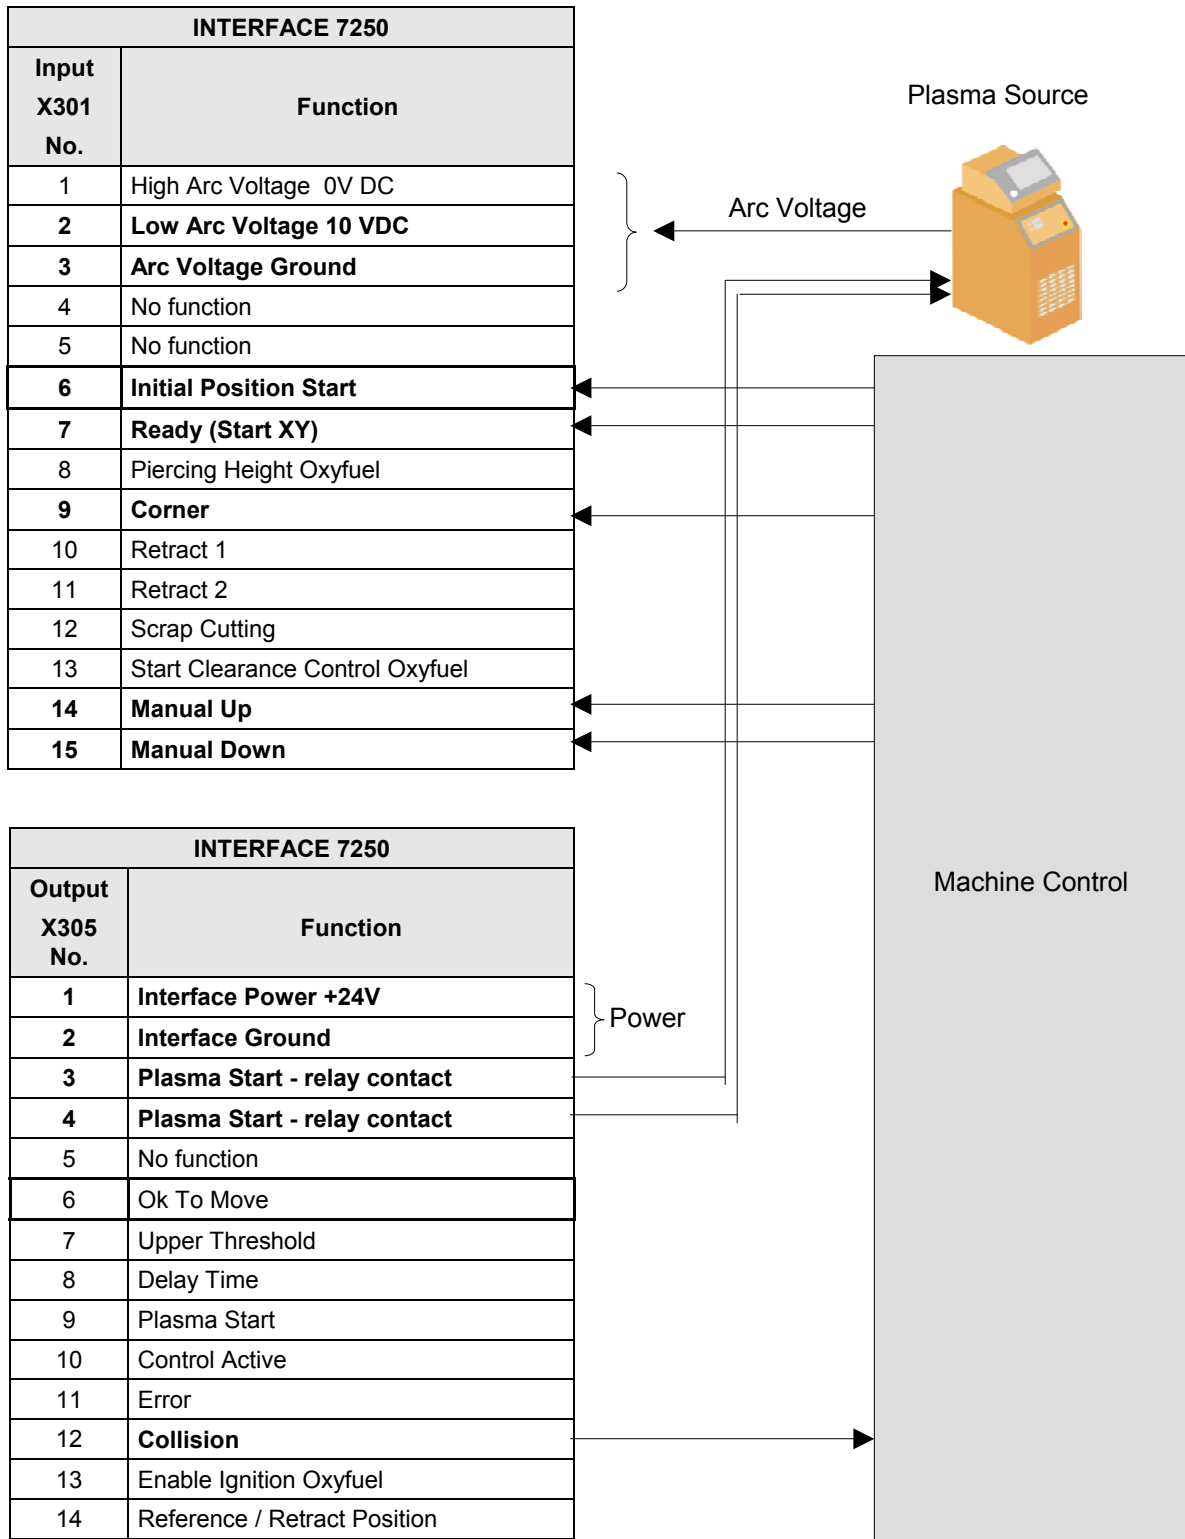 INTERFACE 7250
Input
X301
No.
Function
1 High Arc Voltage 0V DC
2 Low Arc Voltage 10 VDC
3 Arc Voltage Ground
4 No function
5 No function
6 Initial Position Start
7 Ready (Start XY)
8 Piercing Height Oxyfuel
9 Corner
10 Retract 1
11 Retract 2
12 Scrap Cutting
13 Start Clearance Control Oxyfuel
14 Manual Up
15 Manual Down
Plasma Source
Arc Voltage
INTERFACE 7250
Output
X305
No.
Function
1 Interface Power +24V
2 Interface Ground
3 Plasma Start - relay contact
4 Plasma Start - relay contact
5 No function
6 Ok To Move
7 Upper Threshold
8 Delay Time
9 Plasma Start
10 Control Active
11 Error
12 Collision
13 Enable Ignition Oxyfuel
14 Reference / Retract Position
Power
Machine Control